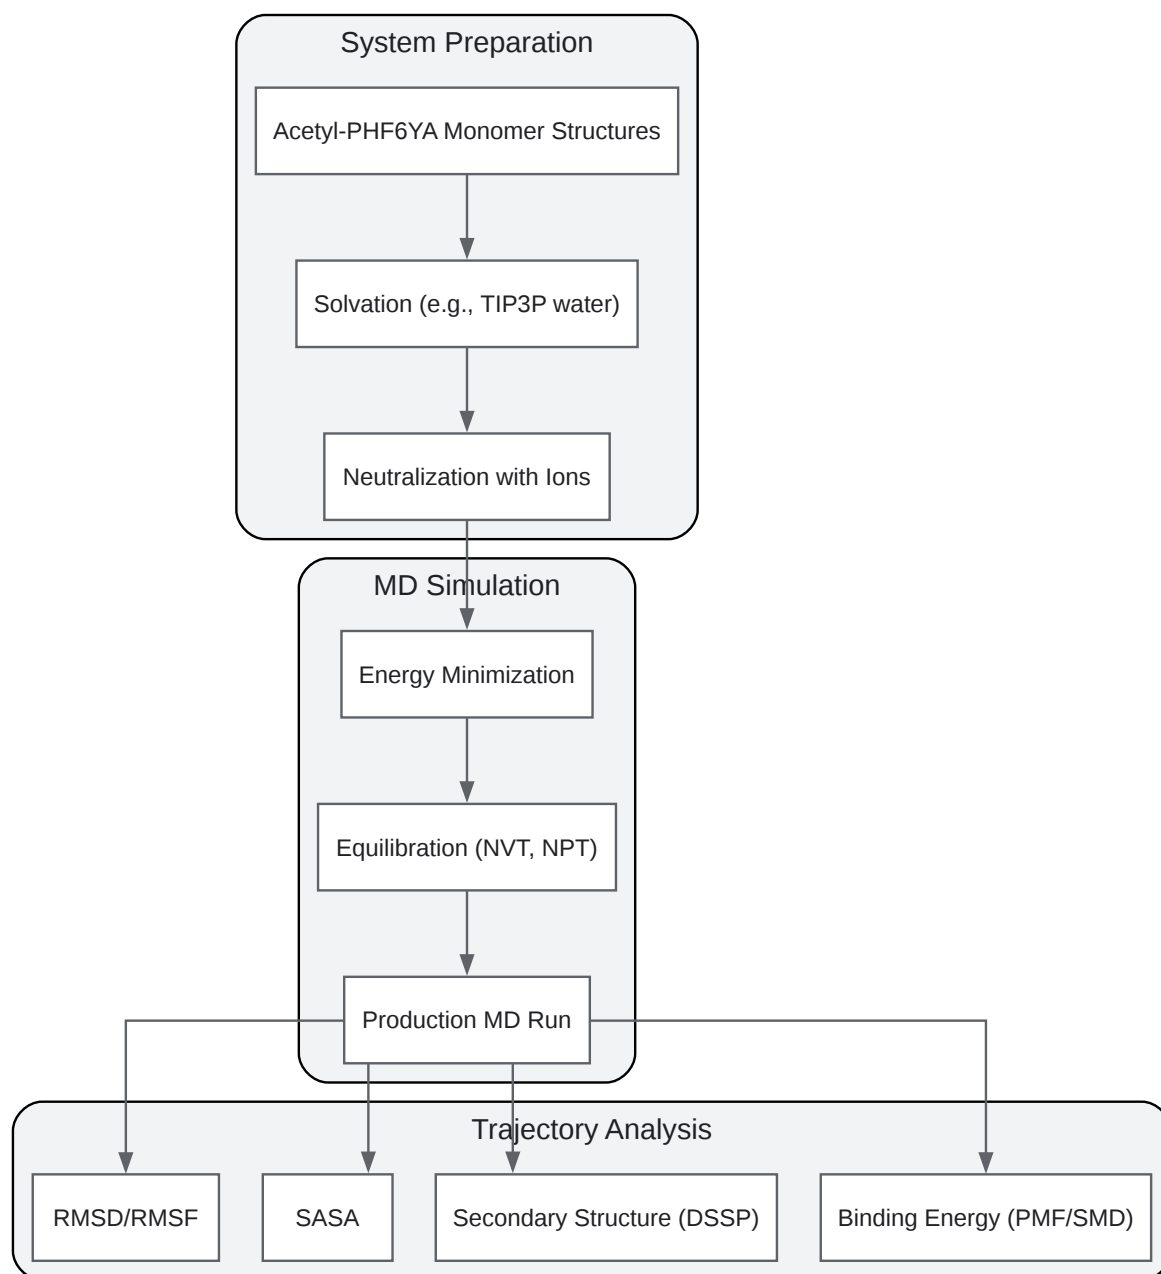 System Preparation
Acetyl-PHF6YA Monomer Structures
Solvation (e.g., TIP3P water)
Neutralization with Ions
MD Simulation
Energy Minimization
Equilibration (NVT, NPT)
Production MD Run
Trajectory Analysis
RMSD/RMSF
SASA
Secondary Structure (DSSP)
Binding Energy (PMF/SMD)